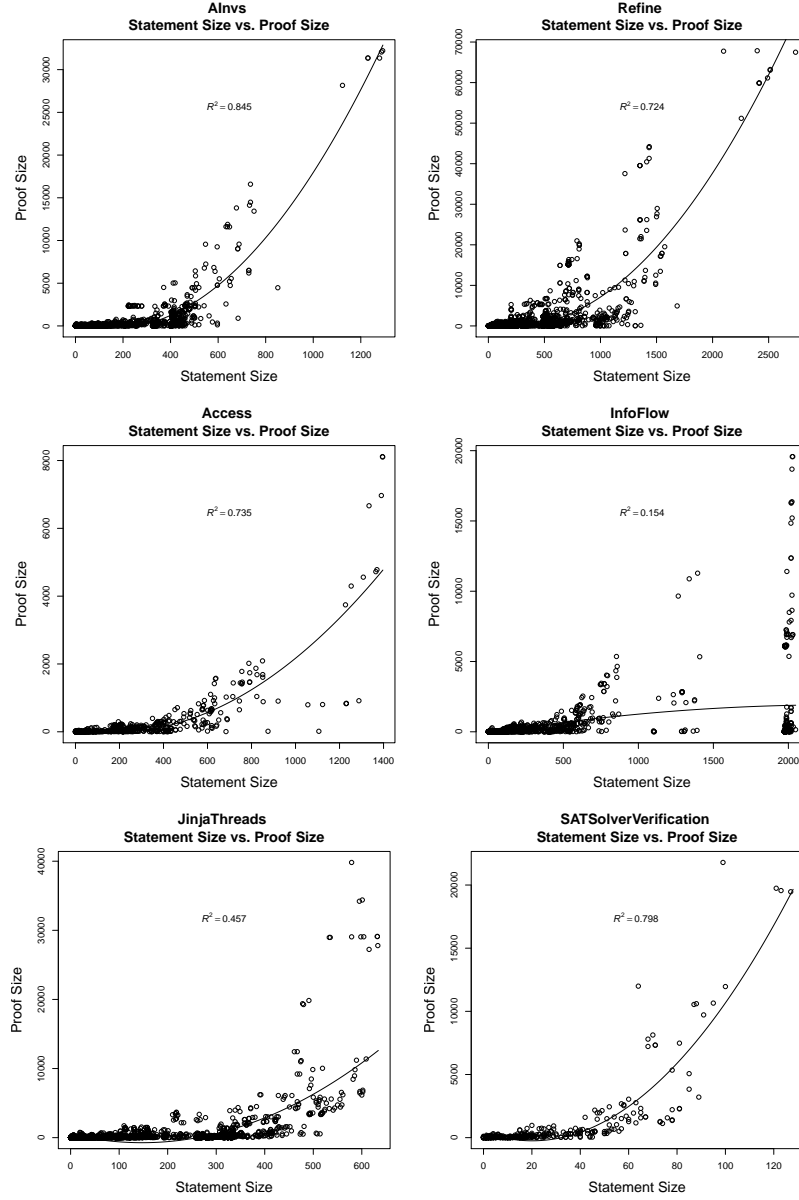 AInvs
Statement Size vs. Proof Size
R² = 0.845
Proof Size
0 5000 10000 15000 20000 25000 30000
0 200 400 600 800 1000 1200
Statement Size
Refine
Statement Size vs. Proof Size
R² = 0.724
Proof Size
0 10000 20000 30000 40000 50000 60000 70000
0 500 1000 1500 2000 2500
Statement Size
Access
Statement Size vs. Proof Size
R² = 0.735
Proof Size
0 2000 4000 6000 8000
0 200 400 600 800 1000 1200 1400
Statement Size
InfoFlow
Statement Size vs. Proof Size
R² = 0.154
Proof Size
0 5000 10000 15000 20000
0 500 1000 1500 2000
Statement Size
JinjaThreads
Statement Size vs. Proof Size
R² = 0.457
Proof Size
0 10000 20000 30000 40000
0 100 200 300 400 500 600
Statement Size
SATSolverVerification
Statement Size vs. Proof Size
R² = 0.798
Proof Size
0 5000 10000 15000 20000
0 20 40 60 80 100 120
Statement Size